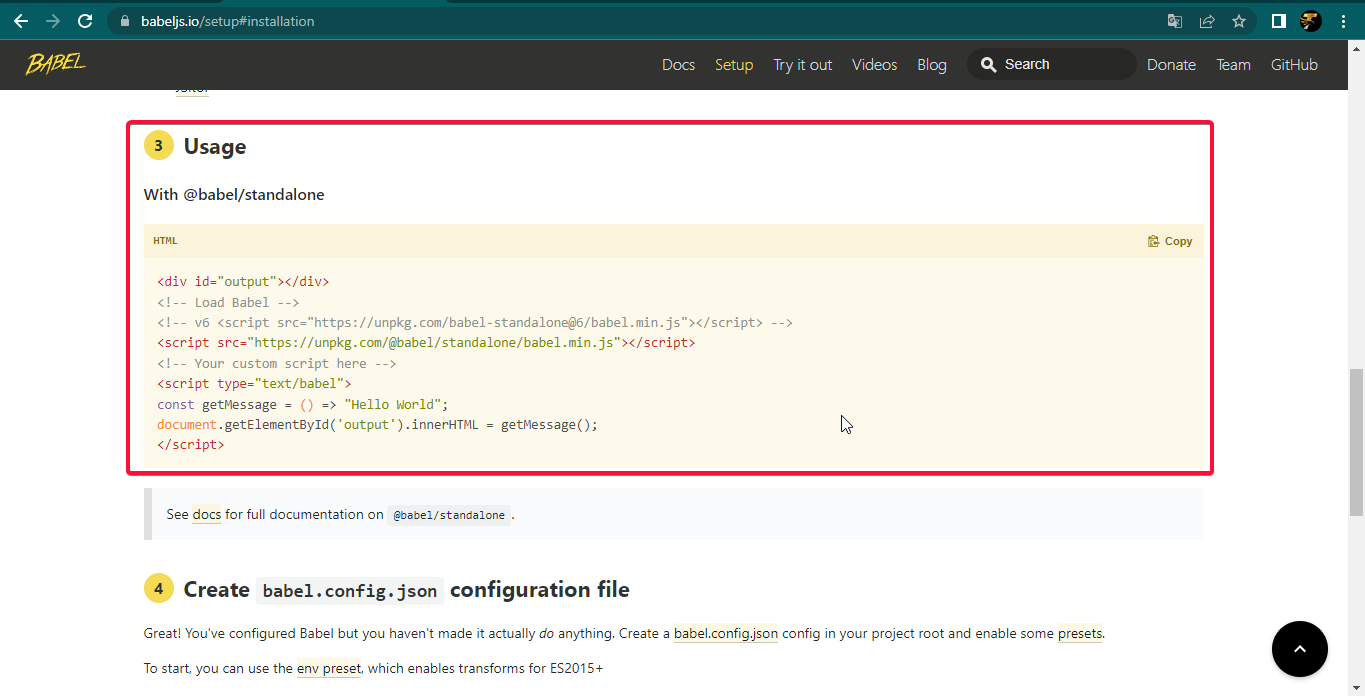 babeljs.io/setup#installation
BABEL
Docs Setup Try it out Videos Blog Search Donate Team GitHub
3 Usage
With @babel/standalone
HTML Copy
<div id="output"></div>
<!-- Load Babel -->
<!-- v6 <script src="https://unpkg.com/babel-standalone@6/babel.min.js"></script> -->
<script src="https://unpkg.com/@babel/standalone/babel.min.js"></script>
<!-- Your custom script here -->
<script type="text/babel">
const getMessage = () => "Hello World";
document.getElementById('output').innerHTML = getMessage();
</script>
See docs for full documentation on @babel/standalone .
4 Create babel.config.json configuration file
Great! You've configured Babel but you haven't made it actually do anything. Create a babel.config.json config in your project root and enable some presets.
To start, you can use the env preset, which enables transforms for ES2015+